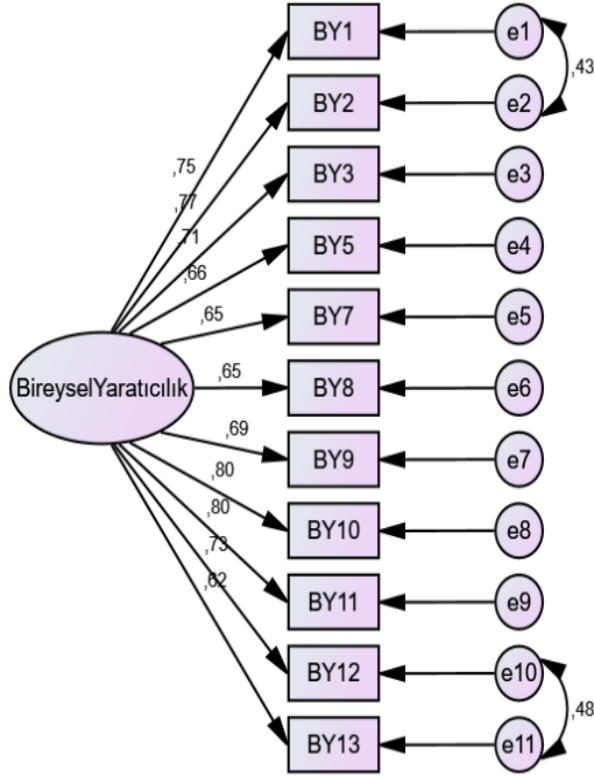 BY1
e1
,43
BY2
e2
,75
BY3
e3
,77
,71
BY5
e4
,66
BY7
e5
,65
BireyselYaratıcılık
,65
BY8
e6
,69
BY9
e7
,80
BY10
e8
,80
,73
BY11
e9
,62
BY12
e10
,48
BY13
e11